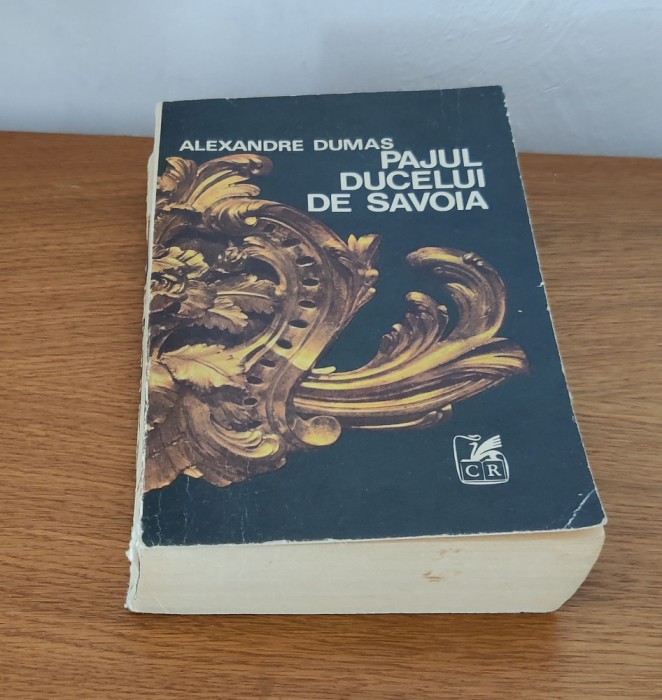 ALEXANDRE DUMAS
PAJUL
DUCELUI
DE SAVOIA
CR